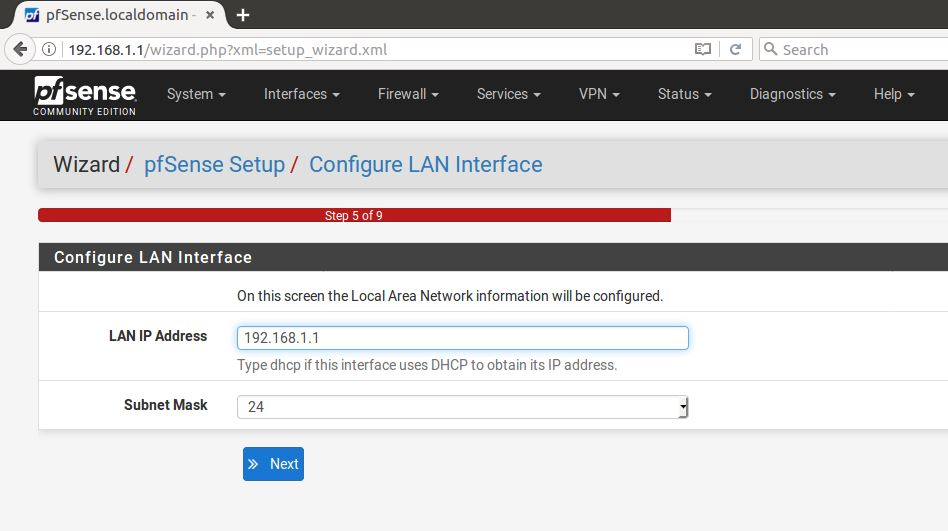 pfSense.localdomain -
192.168.1.1/wizard.php?xml=setup_wizard.xml
Search
pfsense
COMMUNITY EDITION
System Interfaces Firewall Services VPN Status Diagnostics Help
Wizard / pfSense Setup / Configure LAN Interface
Step 5 of 9
Configure LAN Interface
On this screen the Local Area Network information will be configured.
LAN IP Address 192.168.1.1
Type dhcp if this interface uses DHCP to obtain its IP address.
Subnet Mask 24
Next